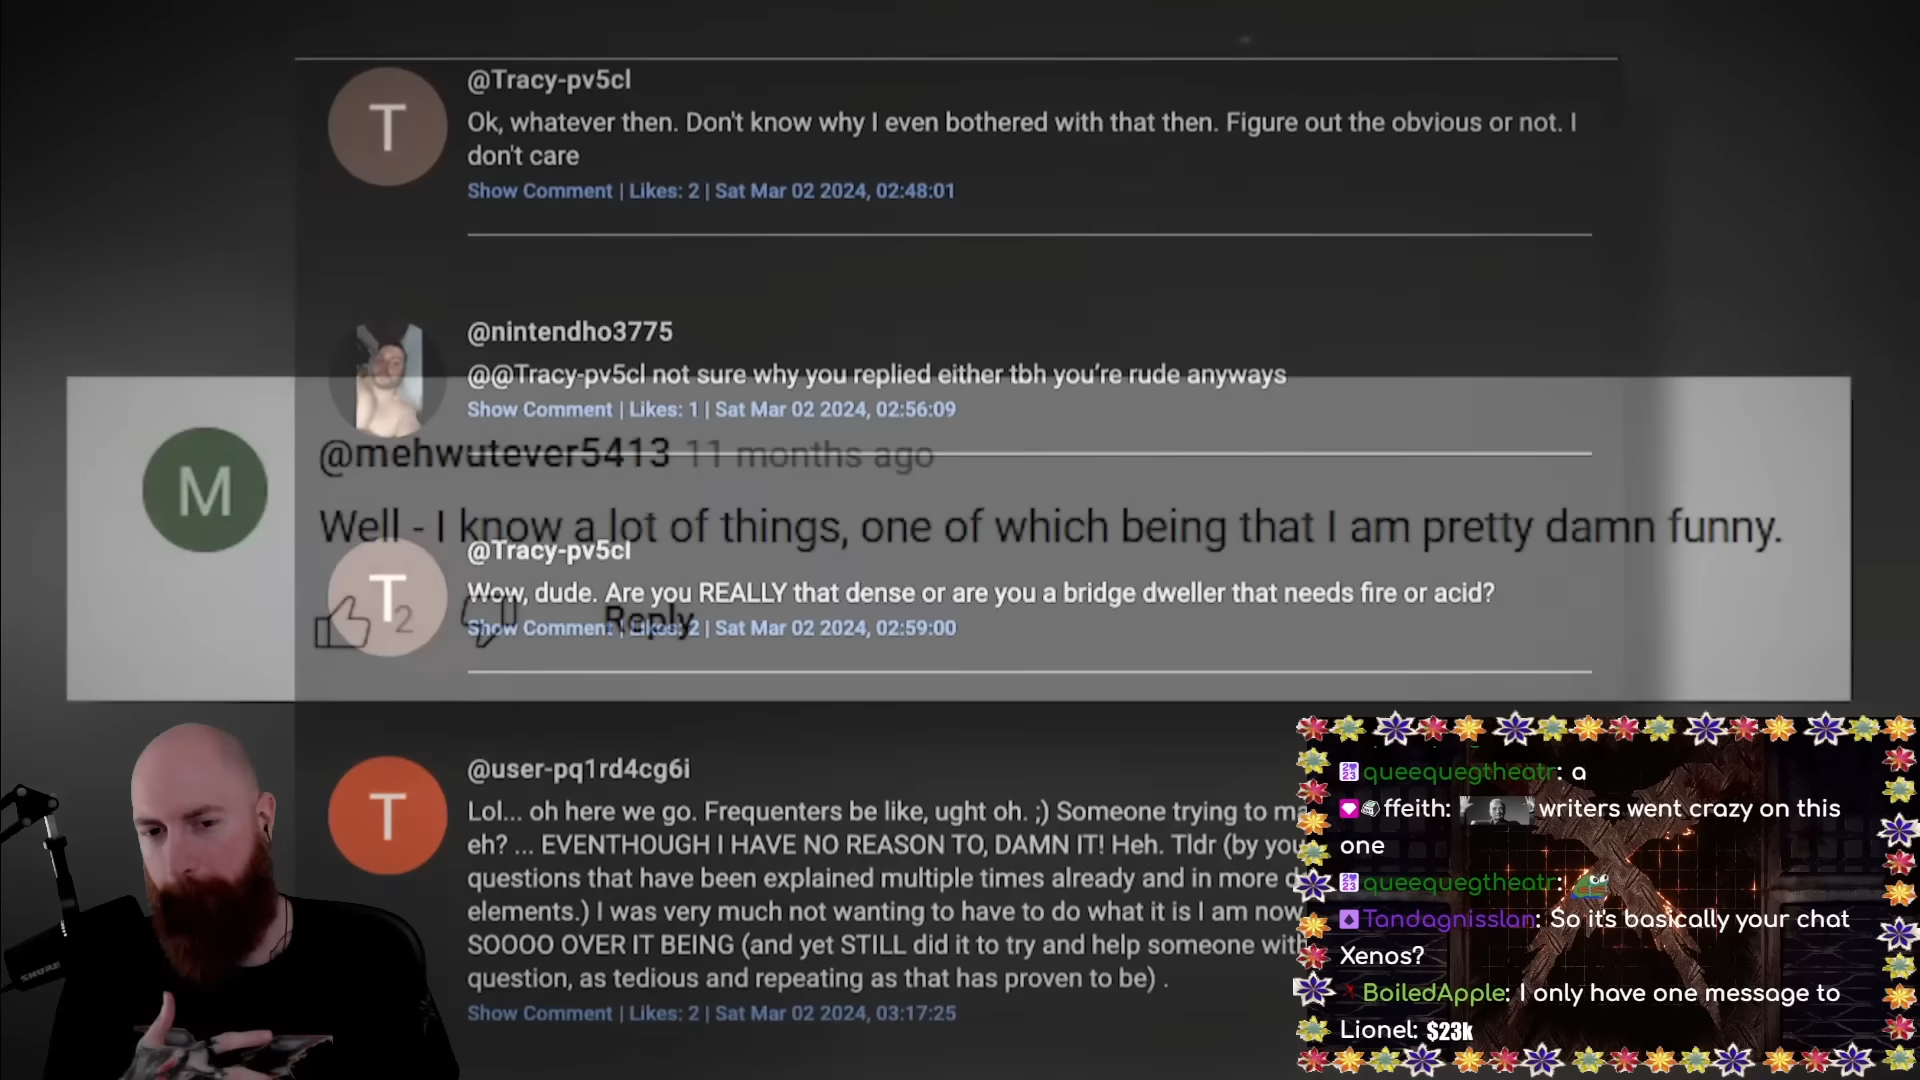 @Tracy-pv5cl
Ok, whatever then. Don't know why I even bothered with that then. Figure out the obvious or not. I
don't care
Show Comment | Likes: 2 | Sat Mar 02 2024, 02:48:01
@nintendho3775
@@Tracy-pv5cl not sure why you replied either tbh you're rude anyways
Show Comment | Likes: 1 | Sat Mar 02 2024, 02:56:09
M
@mehwutever5413 11 months ago
Well - I know a lot of things, one of which being that I am pretty damn funny.
2
Reply
T
@Tracy-pv5cl
Wow, dude. Are you REALLY that dense or are you a bridge dweller that needs fire or acid?
Show Comment | Likes: 2 | Sat Mar 02 2024, 02:59:00
T
@user-pq1rd4cg6i
Lol... oh here we go. Frequenters be like, ught oh. ;) Someone trying to
eh? ... EVENTHOUGH I HAVE NO REASON TO, DAMN IT! Heh. Tldr (by you
questions that have been explained multiple times already and in more
elements.) I was very much not wanting to have to do what it is I am now
SOOOO OVER IT BEING (and yet STILL did it to try and help someone with
question, as tedious and repeating as that has proven to be) .
Show Comment | Likes: 2 | Sat Mar 02 2024, 03:17:25
T
SHURE
queequegtheatr: a
ffeith: writers went crazy on this
one
queequegtheatr:
Tandagnisslan: So it's basically your chat
Xenos?
BoiledApple: I only have one message to
Lionel: $23k